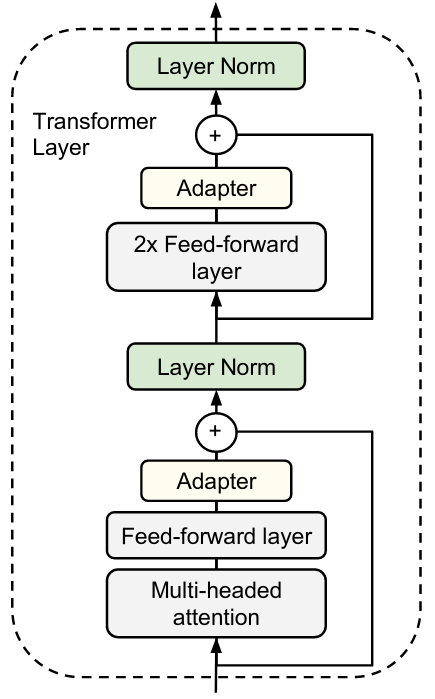 Layer Norm
Transformer
Layer
+
Adapter
2x Feed-forward
layer
Layer Norm
+
Adapter
Feed-forward layer
Multi-headed
attention